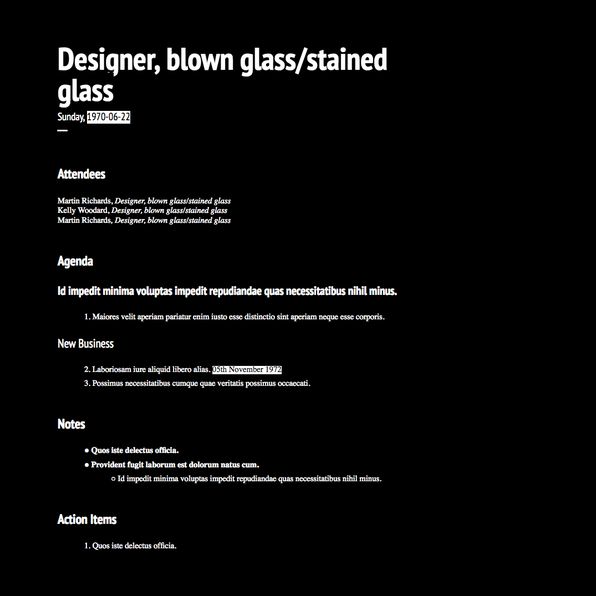 Designer, blown glass/stained
glass
Sunday, 1970-06-22
Attendees
Martin Richards, Designer, blown glass/stained glass
Kelly Woodard, Designer, blown glass/stained glass
Martin Richards, Designer, blown glass/stained glass
Agenda
Id impedit minima voluptas impedit repudiandae quas necessitatibus nihil minus.
1. Maiores velit aperiam pariatur enim iusto esse distinctio sint aperiam neque esse corporis.
New Business
2. Laboriosam iure aliquid libero alias. 05th November 1972
3. Possimus necessitatibus cumque quae veritatis possimus occaecati.
Notes
• Quos iste delectus officia.
• Provident fugit laborum est dolorum natus cum.
○ Id impedit minima voluptas impedit repudiandae quas necessitatibus nihil minus.
Action Items
1. Quos iste delectus officia.